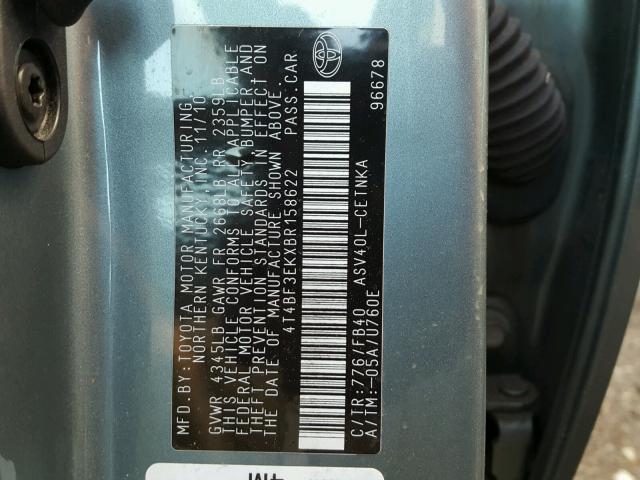 MFD.BY:TOYOTA MOTOR MANUFACTURING,
NORTHERN KENTUCKY,INC. 11/10
GVWR 4345LB GAWR FR 2668LB RR 2359LB
THIS VEHICLE CONFORMS TO ALL APPLICABLE
FEDERAL MOTOR VEHICLE SAFETY,BUMPER AND
THEFT PREVENTION STANDARDS IN EFFECT ON
THE DATE OF MANUFACTURE SHOWN ABOVE.
4T4BF3EKXBR158622 PASS.CAR
C/TR:776/FB40 ASV40L-CETNKA
A/TM:-05A/U760E 96678